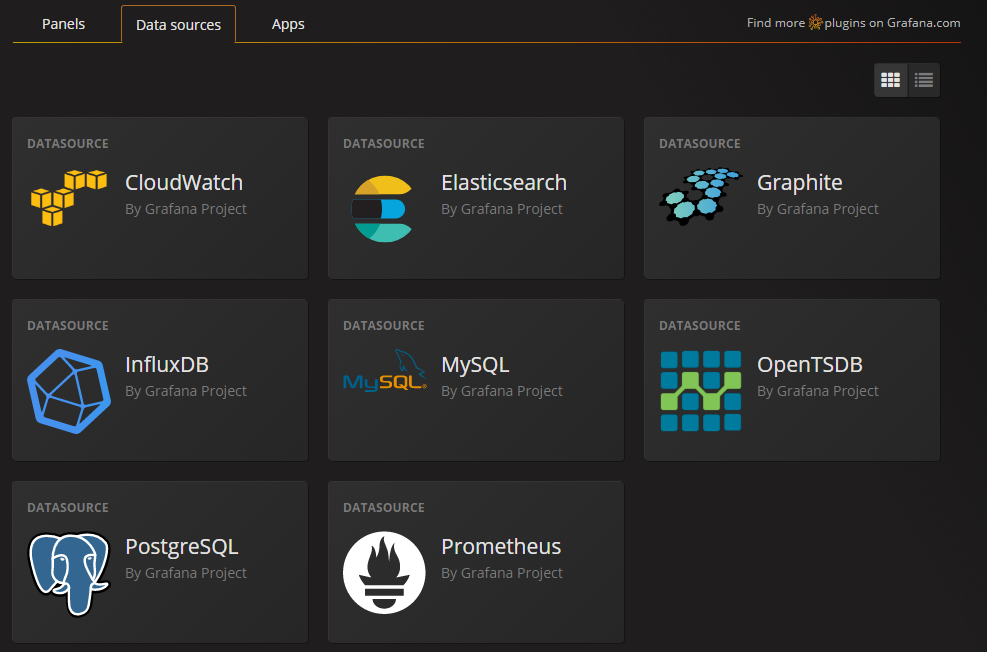 Panels
Data sources
Apps
Find more plugins on Grafana.com
DATASOURCE
CloudWatch
By Grafana Project
DATASOURCE
Elasticsearch
By Grafana Project
DATASOURCE
Graphite
By Grafana Project
DATASOURCE
InfluxDB
By Grafana Project
DATASOURCE
MySQL
MySQL
By Grafana Project
DATASOURCE
OpenTSDB
By Grafana Project
DATASOURCE
PostgreSQL
By Grafana Project
DATASOURCE
Prometheus
By Grafana Project